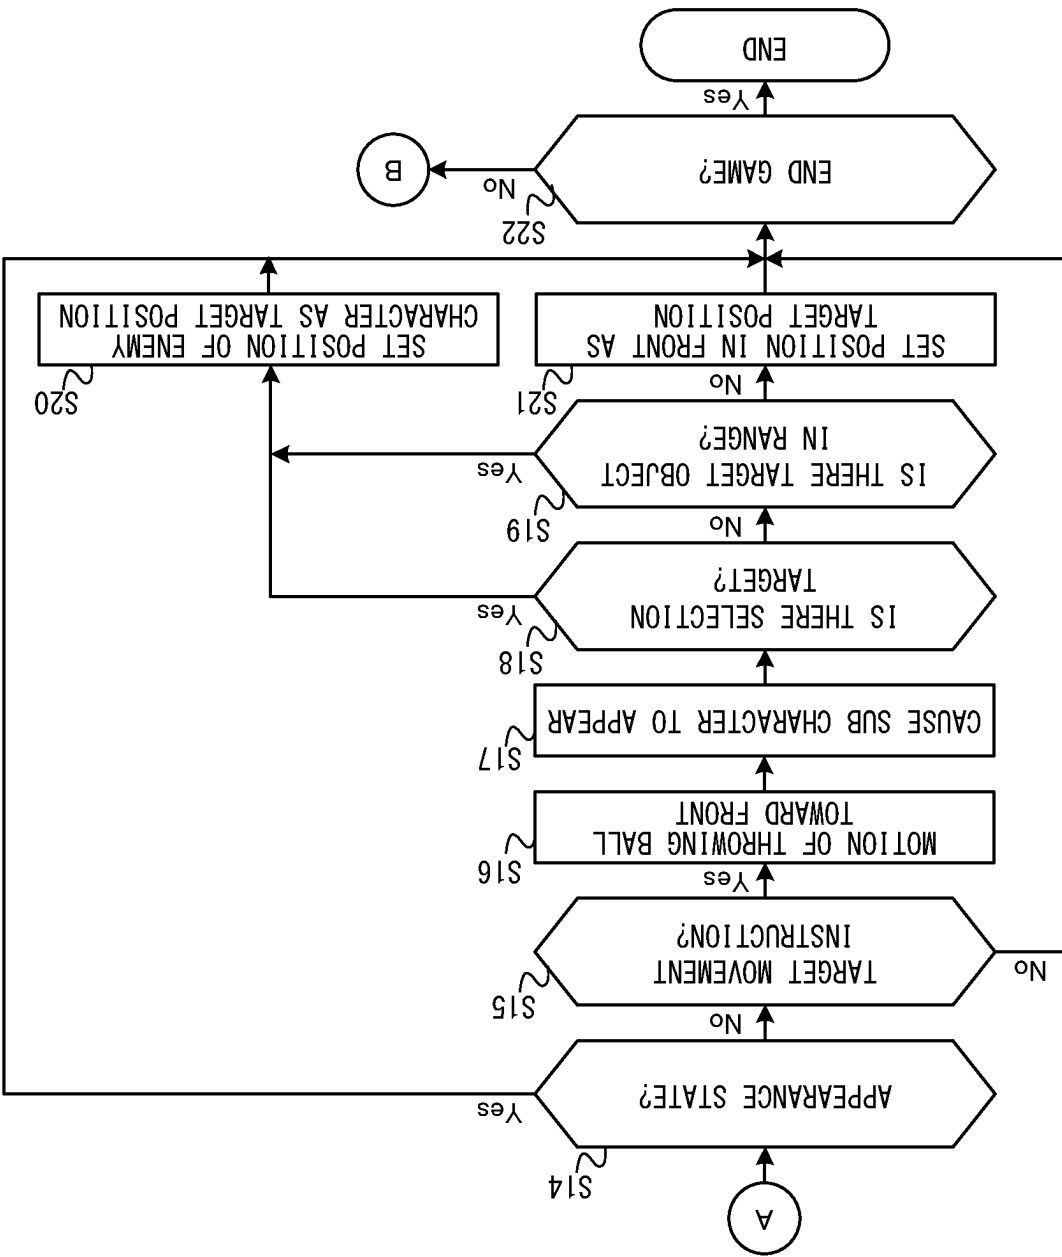 A
S14
APPEARANCE STATE?
Yes
No
S15
TARGET MOVEMENT
INSTRUCTION?
No
Yes
S16
MOTION OF THROWING BALL
TOWARD FRONT
S17
CAUSE SUB CHARACTER TO APPEAR
S18
IS THERE SELECTION
TARGET?
Yes
No
S19
IS THERE TARGET OBJECT
IN RANGE?
Yes
No
S21
SET POSITION IN FRONT AS
TARGET POSITION
S20
SET POSITION OF ENEMY
CHARACTER AS TARGET POSITION
S22
END GAME?
No
B
Yes
END